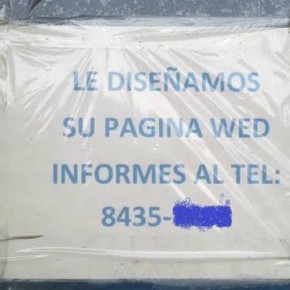 LE DISEÑAMOS
SU PAGINA WED
INFORMES AL TEL:
8435-